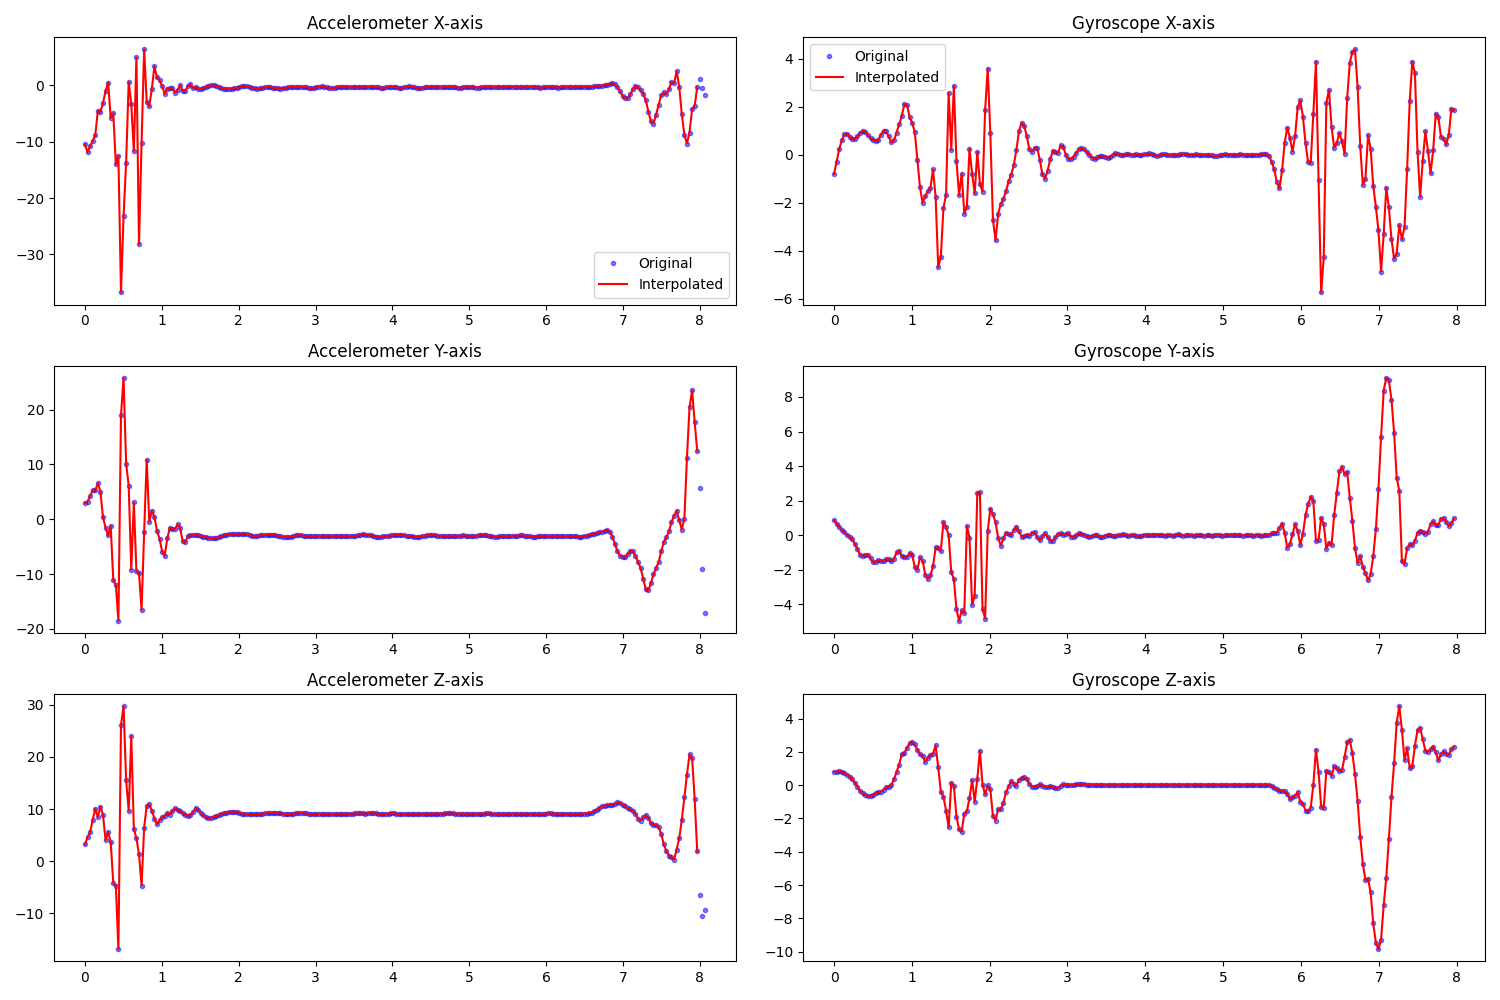 Accelerometer X-axis
0
−10
−20
−30
Original
Interpolated
0 1 2 3 4 5 6 7 8
Gyroscope X-axis
Original
Interpolated
4
2
0
−2
−4
−6
0 1 2 3 4 5 6 7 8
Accelerometer Y-axis
20
10
0
−10
−20
0 1 2 3 4 5 6 7 8
Gyroscope Y-axis
8
6
4
2
0
−2
−4
0 1 2 3 4 5 6 7 8
Accelerometer Z-axis
30
20
10
0
−10
0 1 2 3 4 5 6 7 8
Gyroscope Z-axis
4
2
0
−2
−4
−6
−8
−10
0 1 2 3 4 5 6 7 8